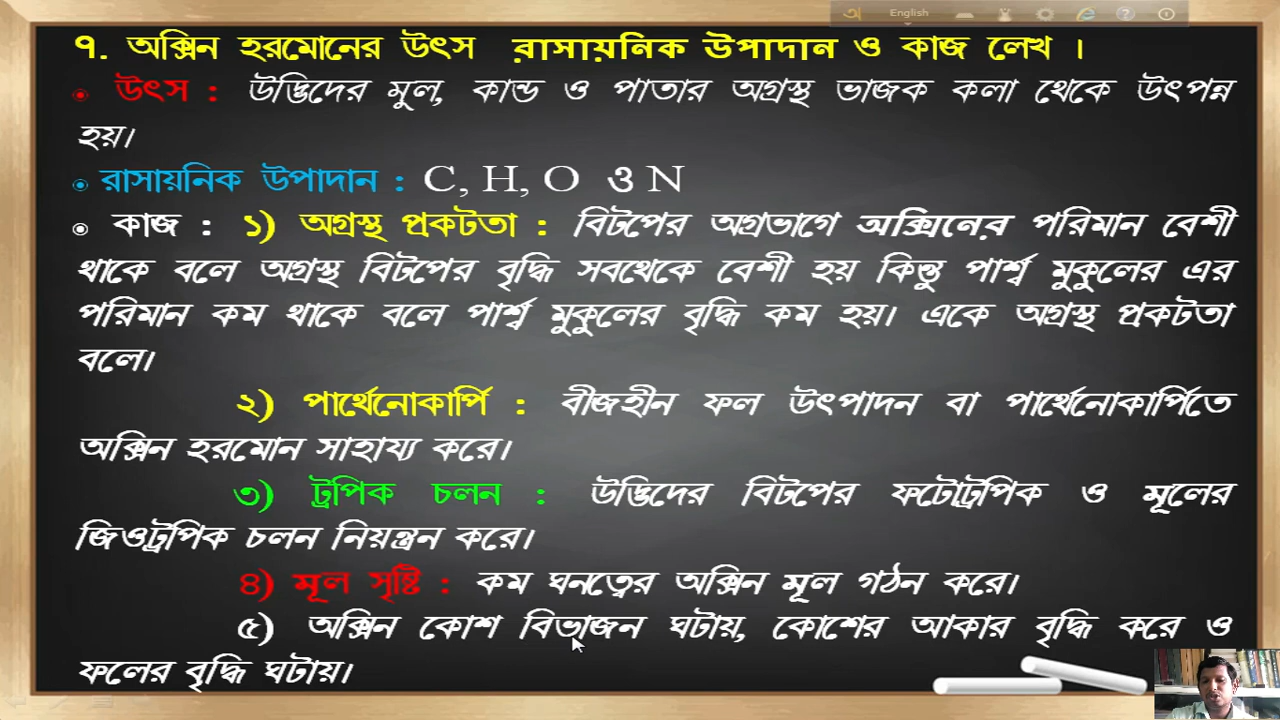 অ English
৭. অক্সিন হরমোনের উৎস রাসায়নিক উপাদান ও কাজ লেখ ।
উৎস : উদ্ভিদের মুল, কান্ড ও পাতার অগ্রস্থ ভাজক কলা থেকে উৎপন্ন
হয়।
রাসায়নিক উপাদান : C, H, O ও N
কাজ : ১) অগ্রস্থ প্রকটতা : বিটপের অগ্রভাগে অক্সিনের পরিমান বেশী
থাকে বলে অগ্রস্থ বিটপের বৃদ্ধি সবথেকে বেশী হয় কিন্তু পার্শ্ব মুকুলের এর
পরিমান কম থাকে বলে পার্শ্ব মুকুলের বৃদ্ধি কম হয়। একে অগ্রস্থ প্রকটতা
বলে।
২) পার্থেনোকার্পি : বীজহীন ফল উৎপাদন বা পার্থেনোকার্পিতে
অক্সিন হরমোন সাহায্য করে।
৩) ট্রপিক চলন : উদ্ভিদের বিটপের ফটোট্রপিক ও মূলের
জিওট্রপিক চলন নিয়ন্ত্রন করে।
৪) মূল সৃষ্টি : কম ঘনত্বের অক্সিন মূল গঠন করে।
৫) অক্সিন কোশ বিভাজন ঘটায়, কোশের আকার বৃদ্ধি করে ও
ফলের বৃদ্ধি ঘটায়।